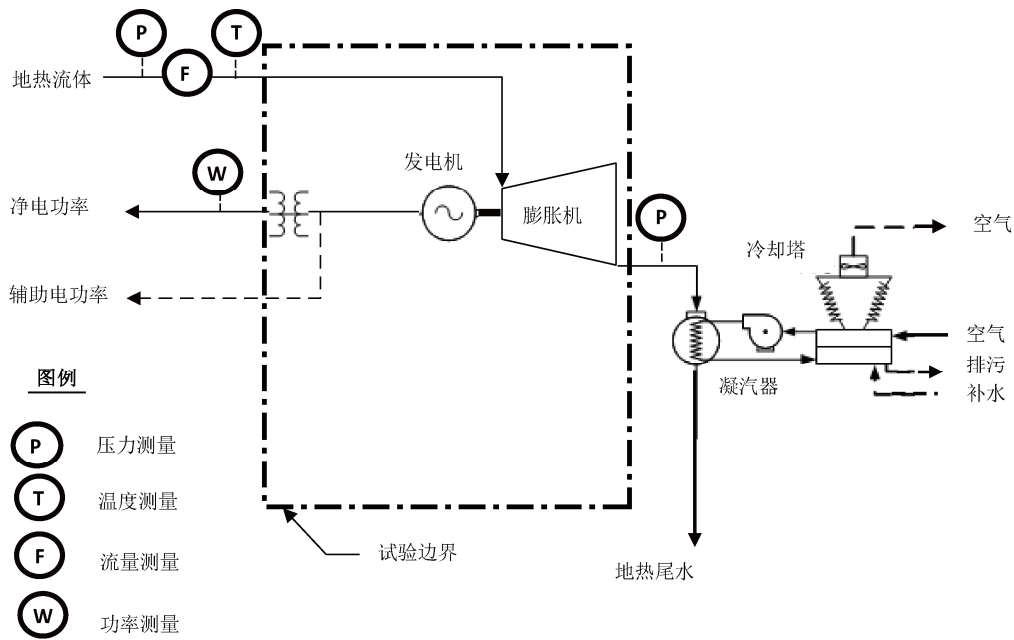 P
T
F
地热流体
W
发电机
净电功率
膨胀机
P
冷却塔
空气
辅助电功率
空气
排污
补水
凝汽器
图例
P 压力测量
T 温度测量
F 流量测量
W 功率测量
试验边界
地热尾水